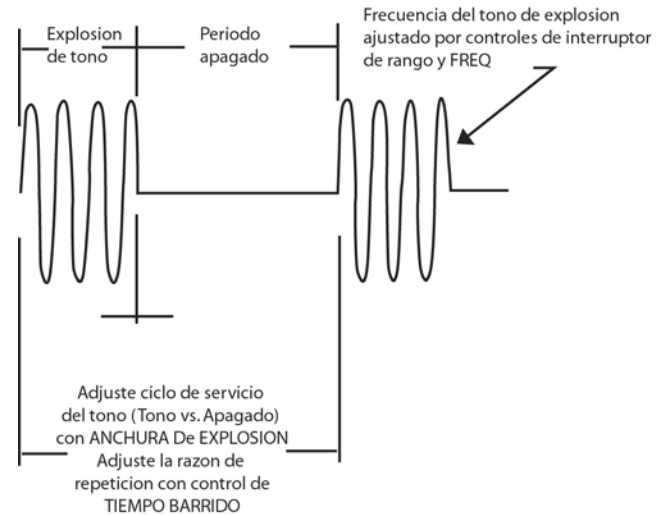 Explosion
de tono
Periodo
apagado
Frecuencia del tono de explosion
ajustado por controles de interruptor
de rango y FREQ
Adjuste ciclo de servicio
del tono (Tono vs. Apagado)
con ANCHURA De EXPLOSION
Adjuste la razon de
repeticion con control de
TIEMPO BARRIDO